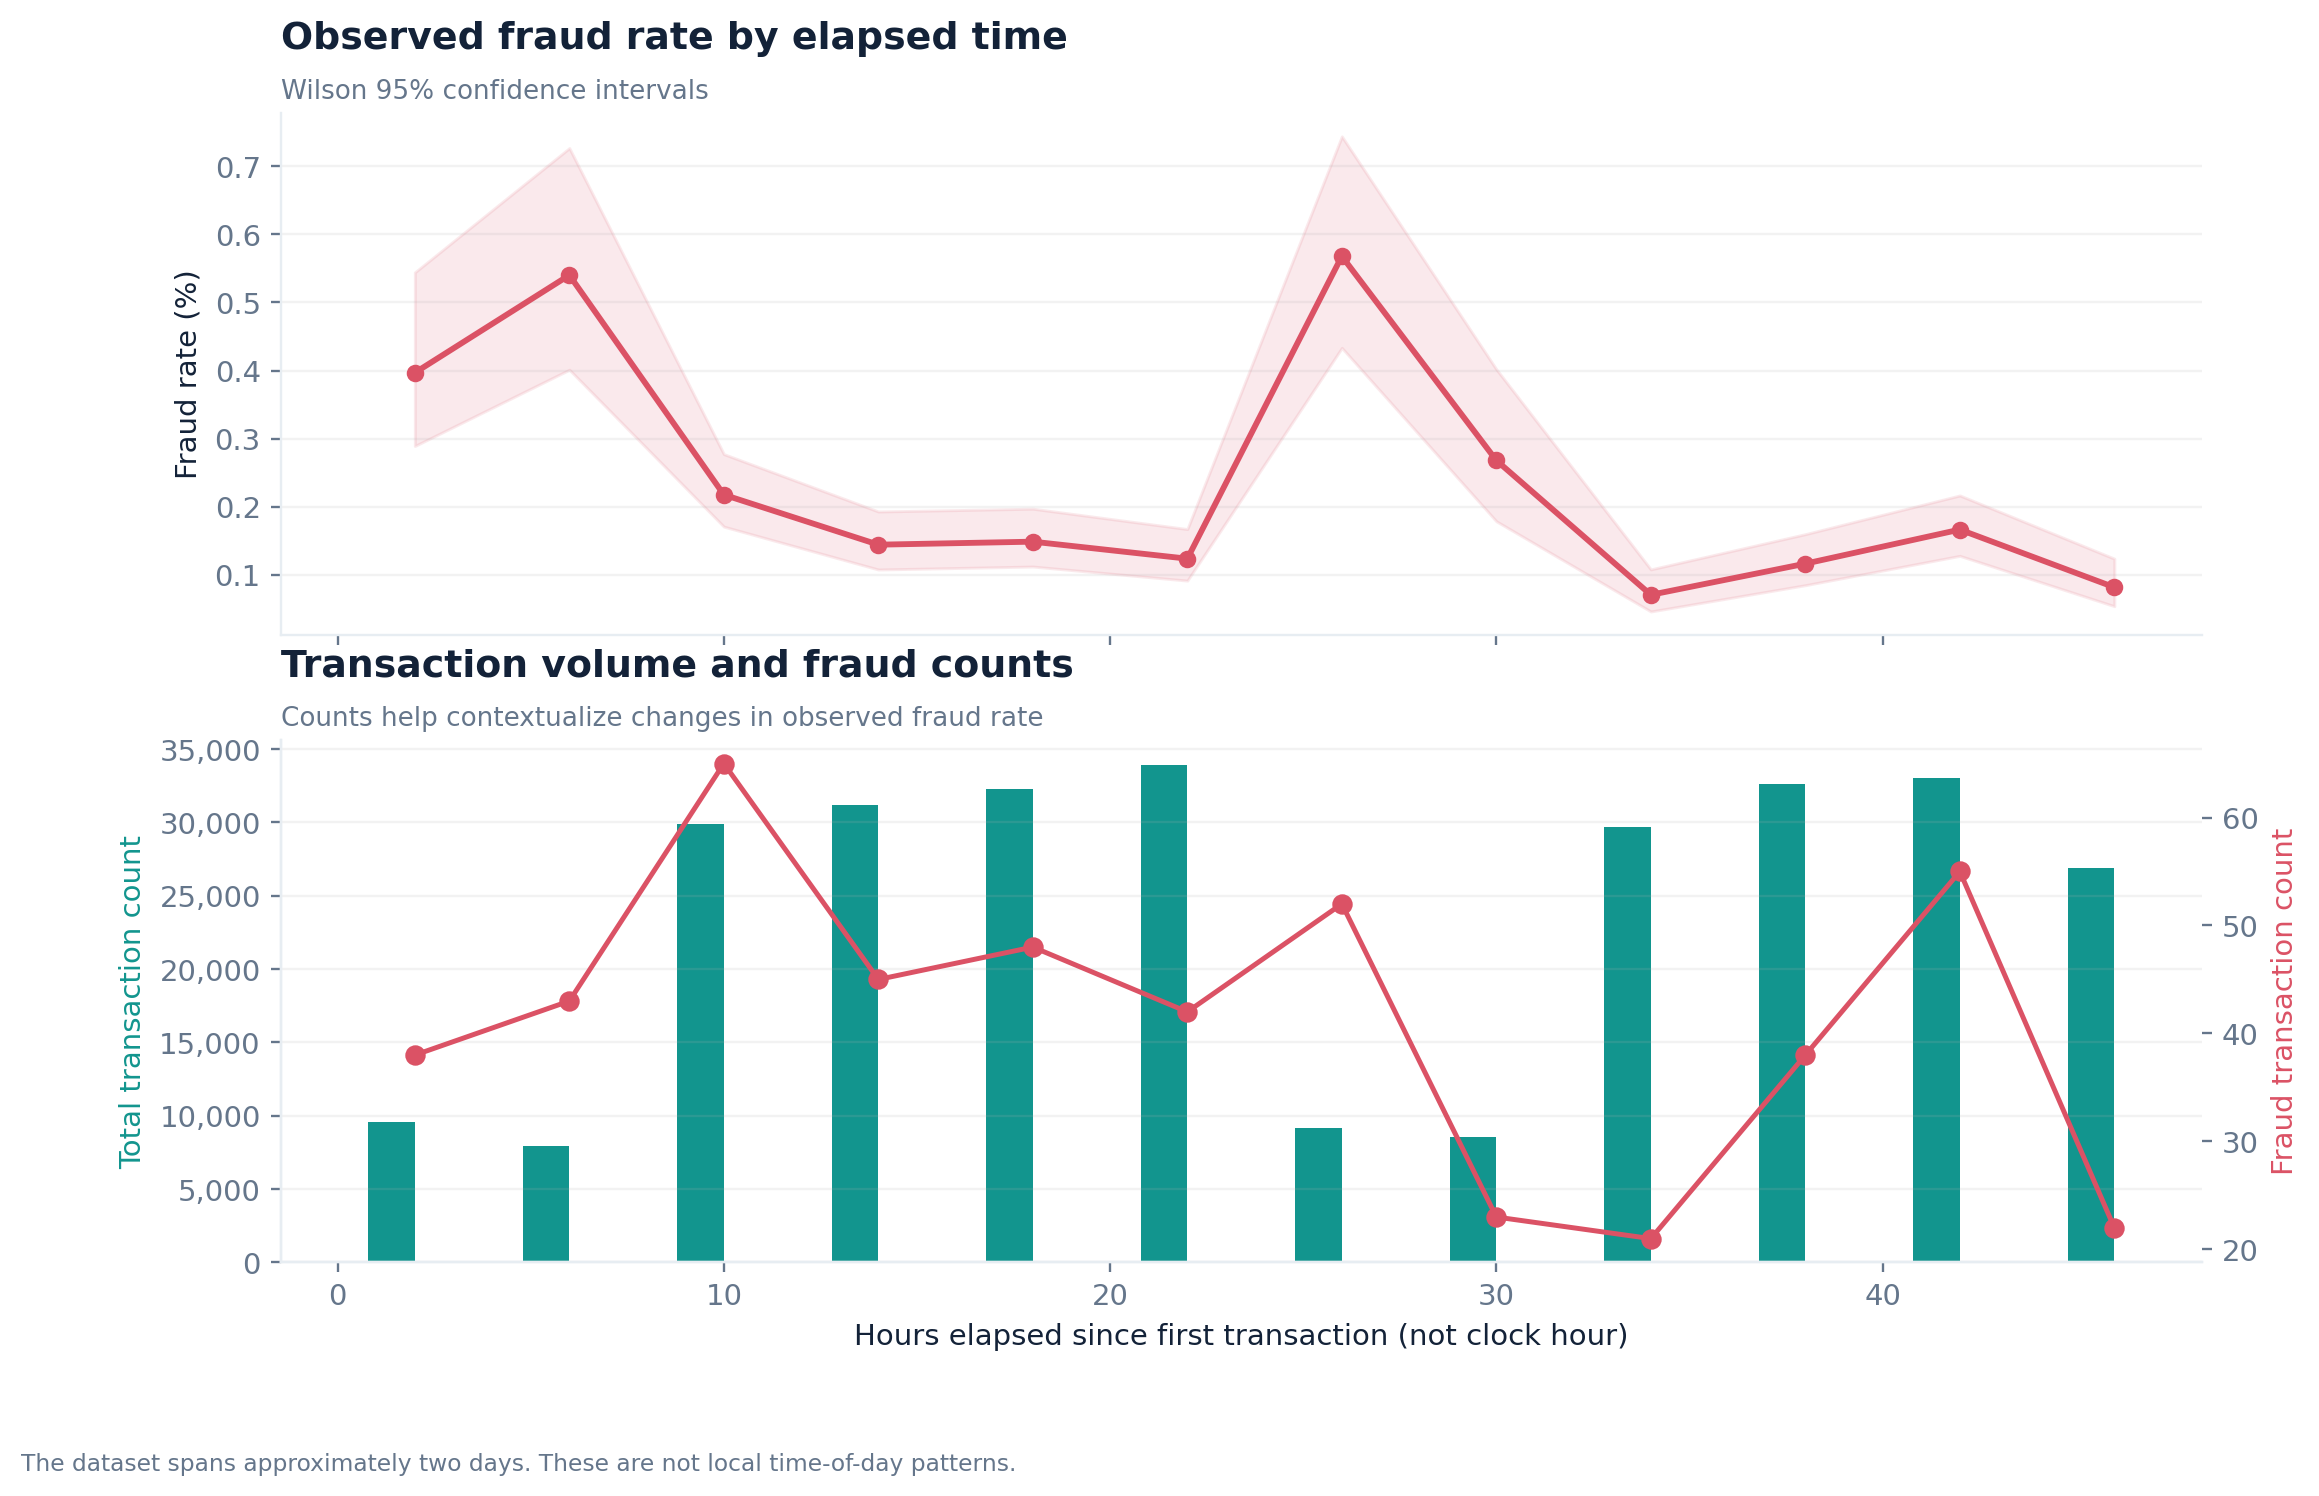 Observed fraud rate by elapsed time
Wilson 95% confidence intervals
Fraud rate (%)
0.7
0.6
0.5
0.4
0.3
0.2
0.1
Transaction volume and fraud counts
Counts help contextualize changes in observed fraud rate
Total transaction count
35,000
30,000
25,000
20,000
15,000
10,000
5,000
0
60
50
40
30
20
Fraud transaction count
0 10 20 30 40
Hours elapsed since first transaction (not clock hour)
The dataset spans approximately two days. These are not local time-of-day patterns.